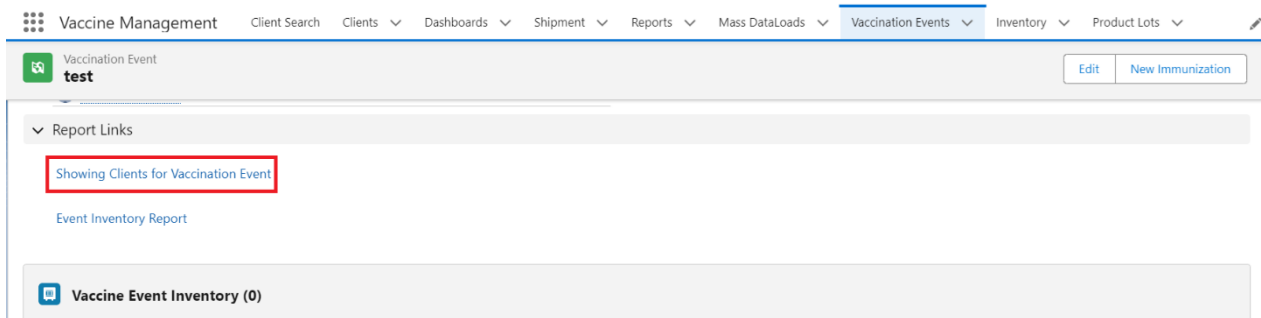 Vaccine Management Client Search Clients Dashboards Shipment Reports Mass DataLoads Vaccination Events Inventory Product Lots
Vaccination Event
test
Edit New Immunization
Report Links
Showing Clients for Vaccination Event
Event Inventory Report
Vaccine Event Inventory (0)